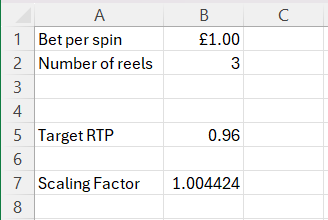 A B C
1 Bet per spin £1.00
2 Number of reels 3
3
4
5 Target RTP 0.96
6
7 Scaling Factor 1.004424
8